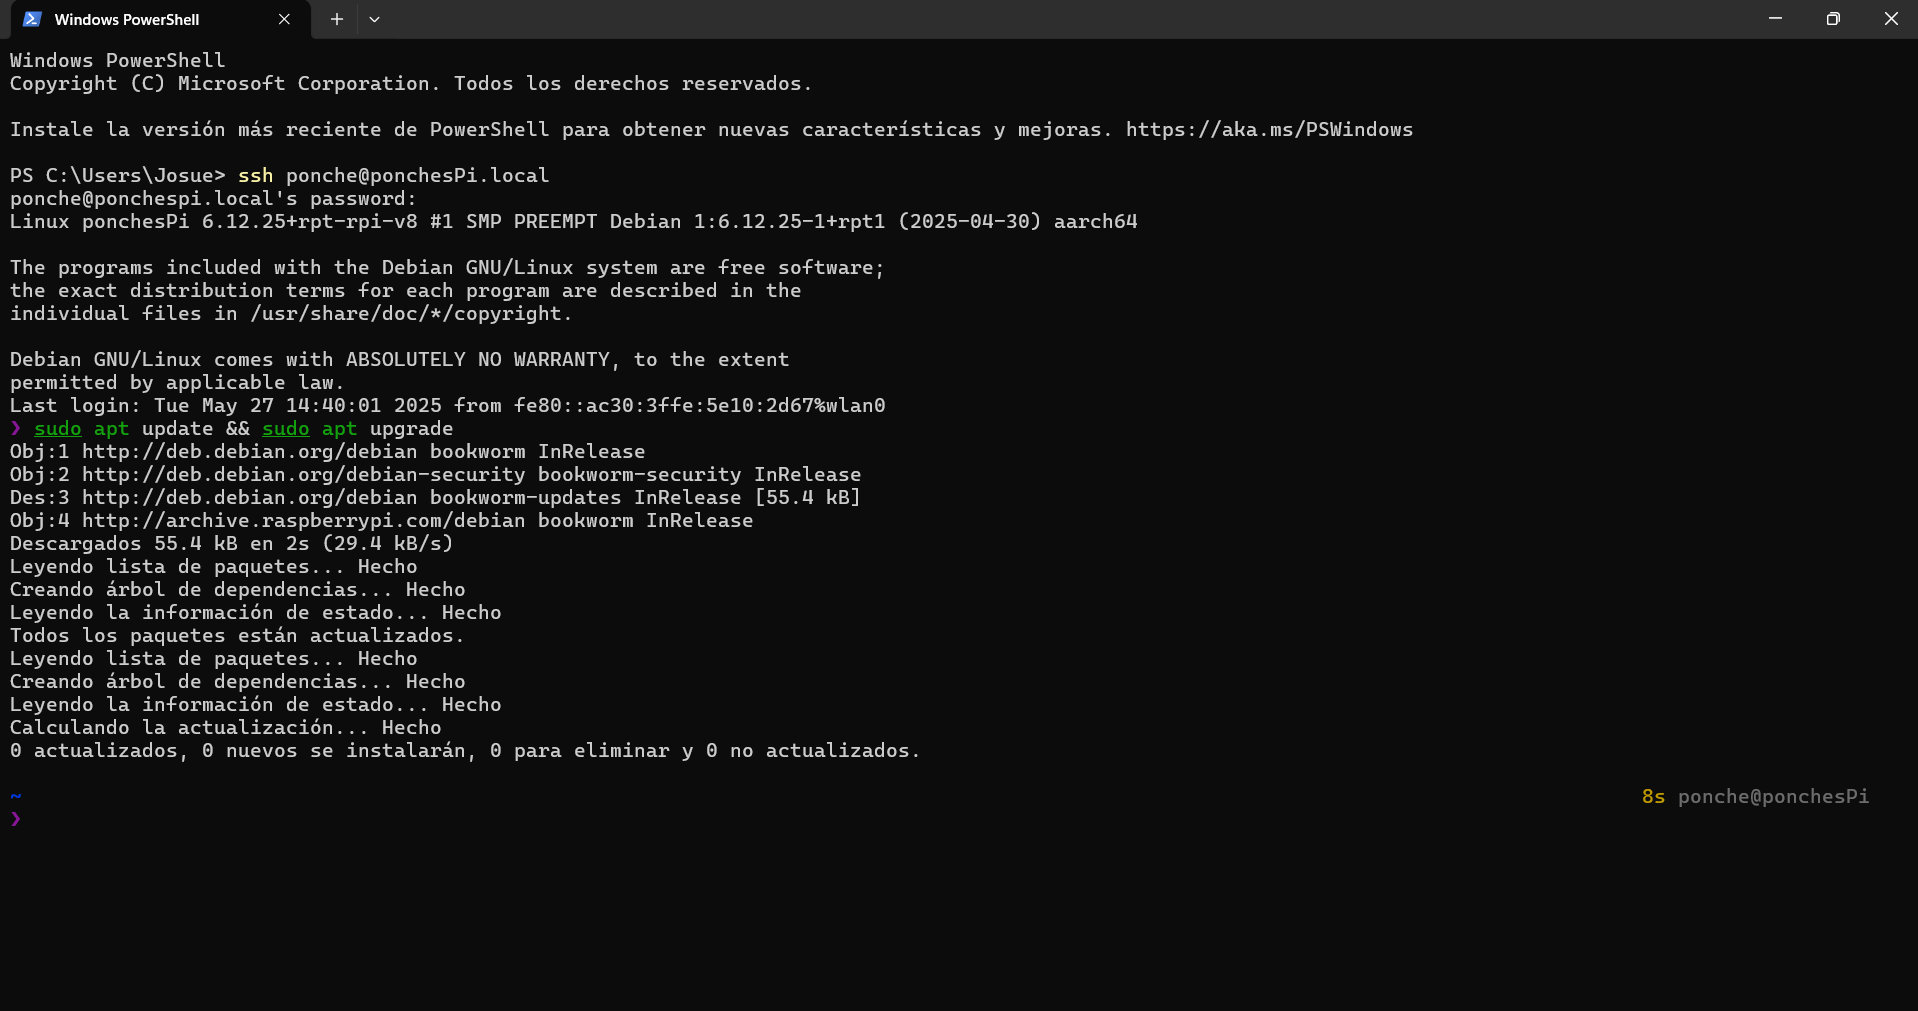 Windows PowerShell
Windows PowerShell
Copyright (C) Microsoft Corporation. Todos los derechos reservados.
Instale la versión más reciente de PowerShell para obtener nuevas características y mejoras. https://aka.ms/PSWindows
PS C:\Users\Josue> ssh ponche@ponchesPi.local
ponche@ponchespi.local's password:
Linux ponchesPi 6.12.25+rpt-rpi-v8 #1 SMP PREEMPT Debian 1:6.12.25-1+rpt1 (2025-04-30) aarch64
The programs included with the Debian GNU/Linux system are free software;
the exact distribution terms for each program are described in the
individual files in /usr/share/doc/*/copyright.
Debian GNU/Linux comes with ABSOLUTELY NO WARRANTY, to the extent
permitted by applicable law.
Last login: Tue May 27 14:40:01 2025 from fe80::ac30:3ffe:5e10:2d67%wlan0
❯ sudo apt update && sudo apt upgrade
Obj:1 http://deb.debian.org/debian bookworm InRelease
Obj:2 http://deb.debian.org/debian-security bookworm-security InRelease
Des:3 http://deb.debian.org/debian bookworm-updates InRelease [55.4 kB]
Obj:4 http://archive.raspberrypi.com/debian bookworm InRelease
Descargados 55.4 kB en 2s (29.4 kB/s)
Leyendo lista de paquetes... Hecho
Creando árbol de dependencias... Hecho
Leyendo la información de estado... Hecho
Todos los paquetes están actualizados.
Leyendo lista de paquetes... Hecho
Creando árbol de dependencias... Hecho
Leyendo la información de estado... Hecho
Calculando la actualización... Hecho
0 actualizados, 0 nuevos se instalarán, 0 para eliminar y 0 no actualizados.
~ 8s ponche@ponchesPi
❯